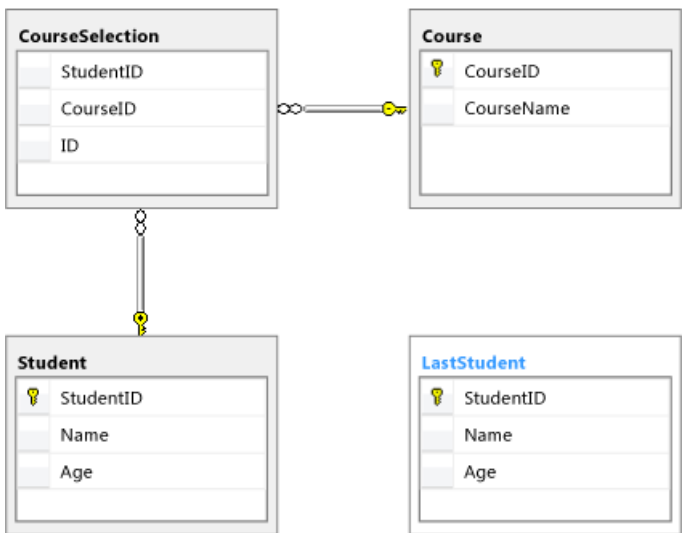 CourseSelection
StudentID
CourseID
ID
Course
CourseID
CourseName
Student
StudentID
Name
Age
LastStudent
StudentID
Name
Age